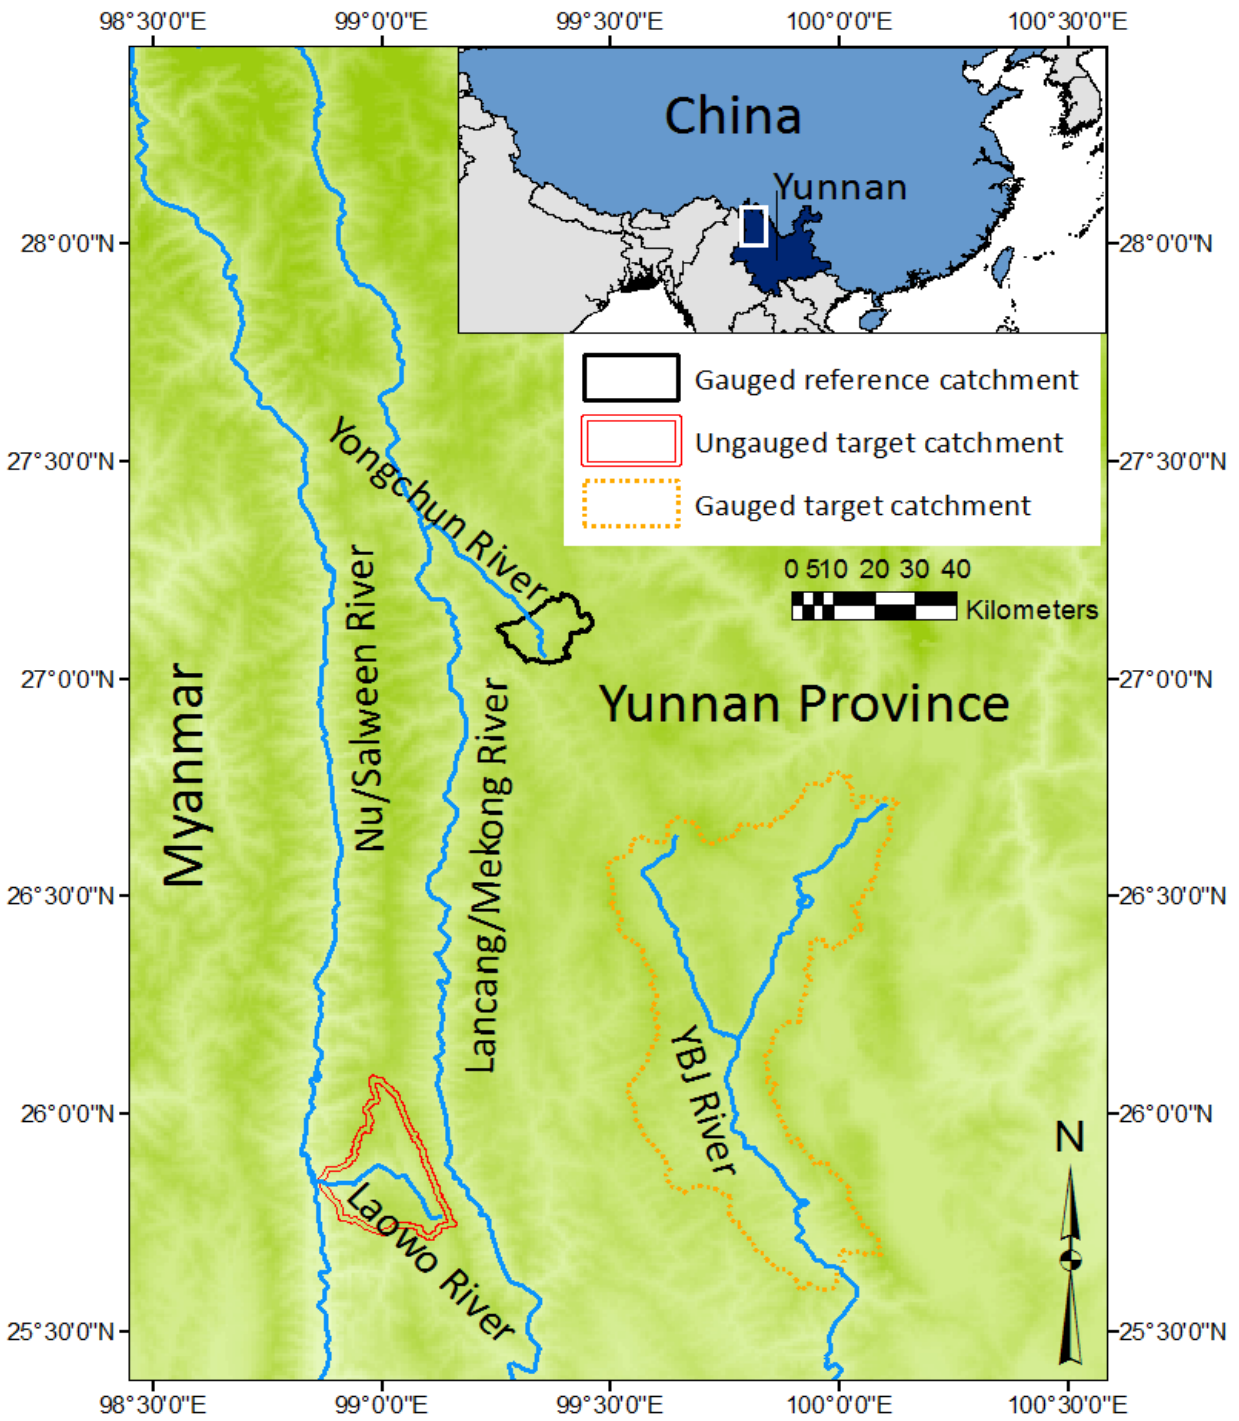 98°30'0"E 99°0'0"E 99°30'0"E 100°0'0"E 100°30'0"E
China
Yunnan
28°0'0"N 28°0'0"N
Gauged reference catchment
Ungauged target catchment
Gauged target catchment
27°30'0"N 27°30'0"N
Yongchun River
0 5 10 20 30 40
Kilometers
Nu/Salween River
27°0'0"N 27°0'0"N
Yunnan Province
Myanmar
Lancang/Mekong River
26°30'0"N 26°30'0"N
YBJ River
26°0'0"N 26°0'0"N
N
Laowo River
25°30'0"N 25°30'0"N
98°30'0"E 99°0'0"E 99°30'0"E 100°0'0"E 100°30'0"E